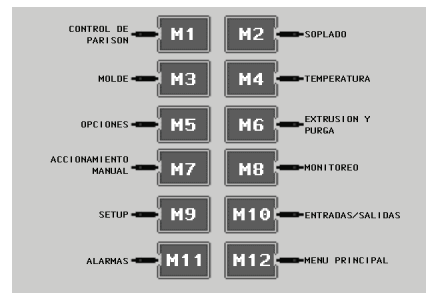 CONTROL DE
PARISON
M1
M2
SOPLADO
MOLDE
M3
M4
TEMPERATURA
OPCIONES
M5
M6
EXTRUSION Y
PURGA
ACCIONAMIENTO
MANUAL
M7
M8
MONITOREO
SETUP
M9
M10
ENTRADAS/SALIDAS
ALARMAS
M11
M12
MENU PRINCIPAL